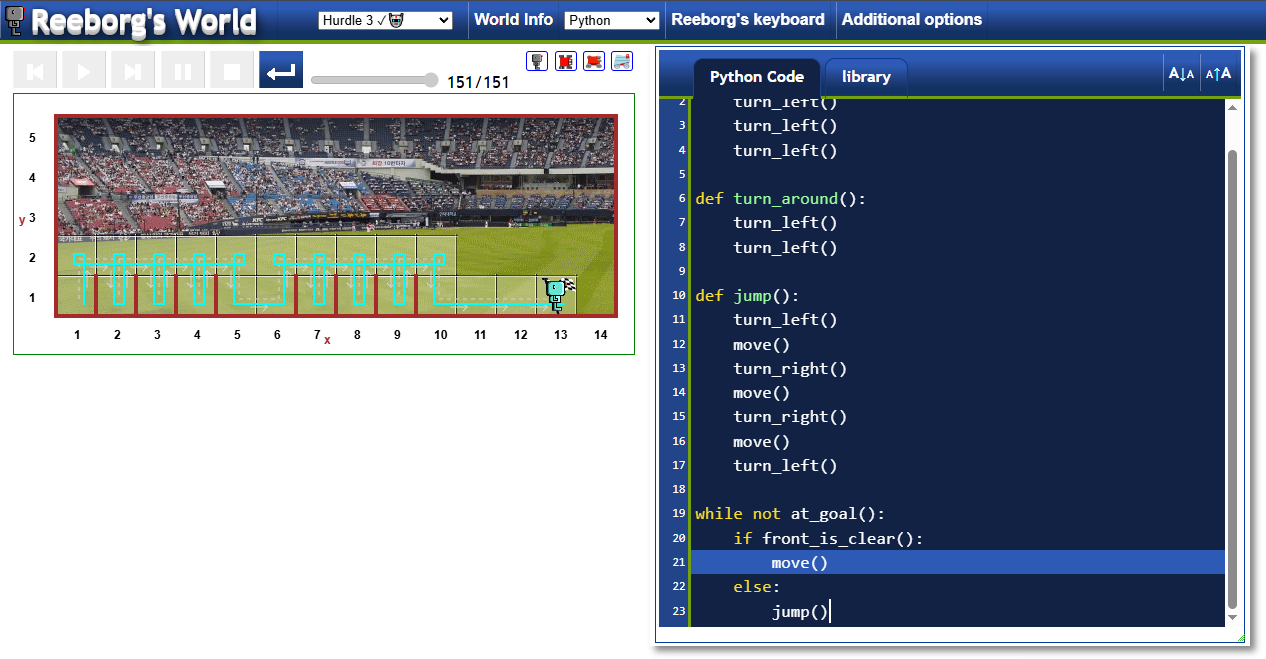 Reeborg's World
Hurdle 3 ✓
World Info
Python
Reeborg's keyboard
Additional options
151/151
5
4
y 3
2
1
1 2 3 4 5 6 7 8 9 10 11 12 13 14
x
Python Code
library
A↓A
A↑A
2 turn_left()
3 turn_left()
4 turn_left()
5
6 def turn_around():
7 turn_left()
8 turn_left()
9
10 def jump():
11 turn_left()
12 move()
13 turn_right()
14 move()
15 turn_right()
16 move()
17 turn_left()
18
19 while not at_goal():
20 if front_is_clear():
21 move()
22 else:
23 jump()